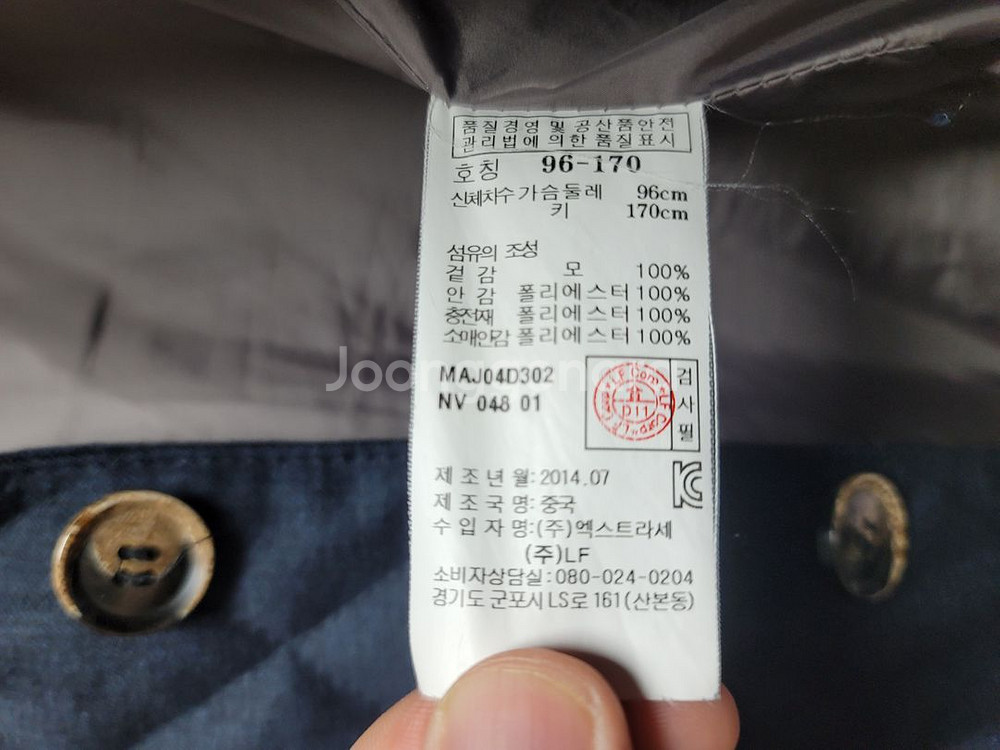 품질경영 및 공산품안전
관리법에 의한 품질표시
호칭 96-170
신체치수 가슴둘레 96cm
키 170cm
섬유의 조성
겉감 모 100%
안감 폴리에스터 100%
충전재 폴리에스터 100%
소매안감 폴리에스터 100%
MAJ04D302
NV 048 01
LF Corp LF Corp
D11
검사필
제조년월: 2014.07
제조국명: 중국
수입자명: (주)엑스트라세
(주)LF
소비자상담실: 080-024-0204
경기도 군포시 LS로 161(산본동)